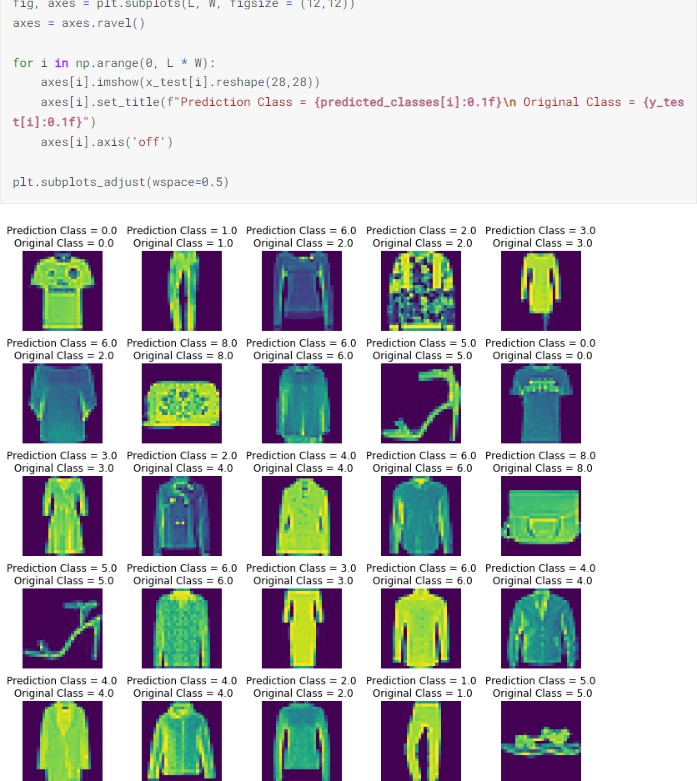 fig, axes = plt.subplots(L, W, figsize = (12,12))
axes = axes.ravel()
for i in np.arange(0, L * W):
    axes[i].imshow(x_test[i].reshape(28,28))
    axes[i].set_title(f"Prediction Class = {predicted_classes[i]:0.1f}\n Original Class = {y_tes
t[i]:0.1f}")
    axes[i].axis('off')
plt.subplots_adjust(wspace=0.5)
Prediction Class = 0.0 Prediction Class = 1.0 Prediction Class = 6.0 Prediction Class = 2.0 Prediction Class = 3.0
Original Class = 0.0 Original Class = 1.0 Original Class = 2.0 Original Class = 2.0 Original Class = 3.0
Prediction Class = 6.0 Prediction Class = 8.0 Prediction Class = 6.0 Prediction Class = 5.0 Prediction Class = 0.0
Original Class = 2.0 Original Class = 8.0 Original Class = 6.0 Original Class = 5.0 Original Class = 0.0
Prediction Class = 3.0 Prediction Class = 2.0 Prediction Class = 4.0 Prediction Class = 6.0 Prediction Class = 8.0
Original Class = 3.0 Original Class = 4.0 Original Class = 4.0 Original Class = 6.0 Original Class = 8.0
Prediction Class = 5.0 Prediction Class = 6.0 Prediction Class = 3.0 Prediction Class = 6.0 Prediction Class = 4.0
Original Class = 5.0 Original Class = 6.0 Original Class = 3.0 Original Class = 6.0 Original Class = 4.0
Prediction Class = 4.0 Prediction Class = 4.0 Prediction Class = 2.0 Prediction Class = 1.0 Prediction Class = 5.0
Original Class = 4.0 Original Class = 4.0 Original Class = 2.0 Original Class = 1.0 Original Class = 5.0